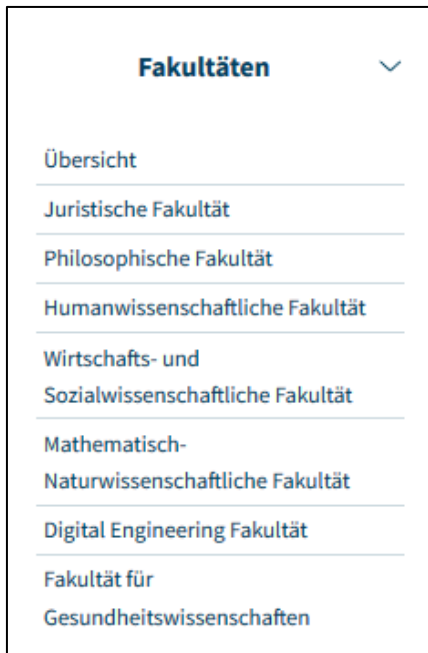 Fakultäten
Übersicht
Juristische Fakultät
Philosophische Fakultät
Humanwissenschaftliche Fakultät
Wirtschafts- und
Sozialwissenschaftliche Fakultät
Mathematisch-
Naturwissenschaftliche Fakultät
Digital Engineering Fakultät
Fakultät für
Gesundheitswissenschaften